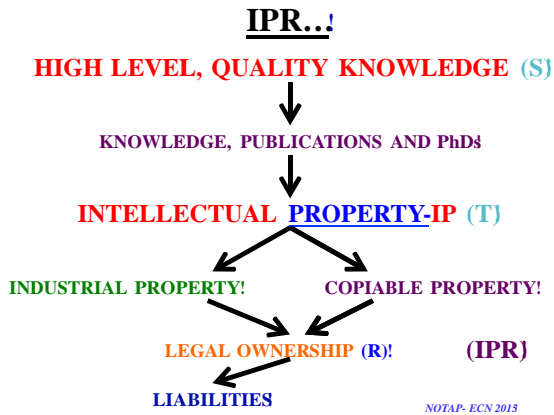 IPR…!
HIGH LEVEL, QUALITY KNOWLEDGE (S)
KNOWLEDGE, PUBLICATIONS AND PhDs
INTELLECTUAL PROPERTY-IP (T)
INDUSTRIAL PROPERTY! COPIABLE PROPERTY!
LEGAL OWNERSHIP (R)! (IPR)
LIABILITIES
NOTAP- ECN 2015